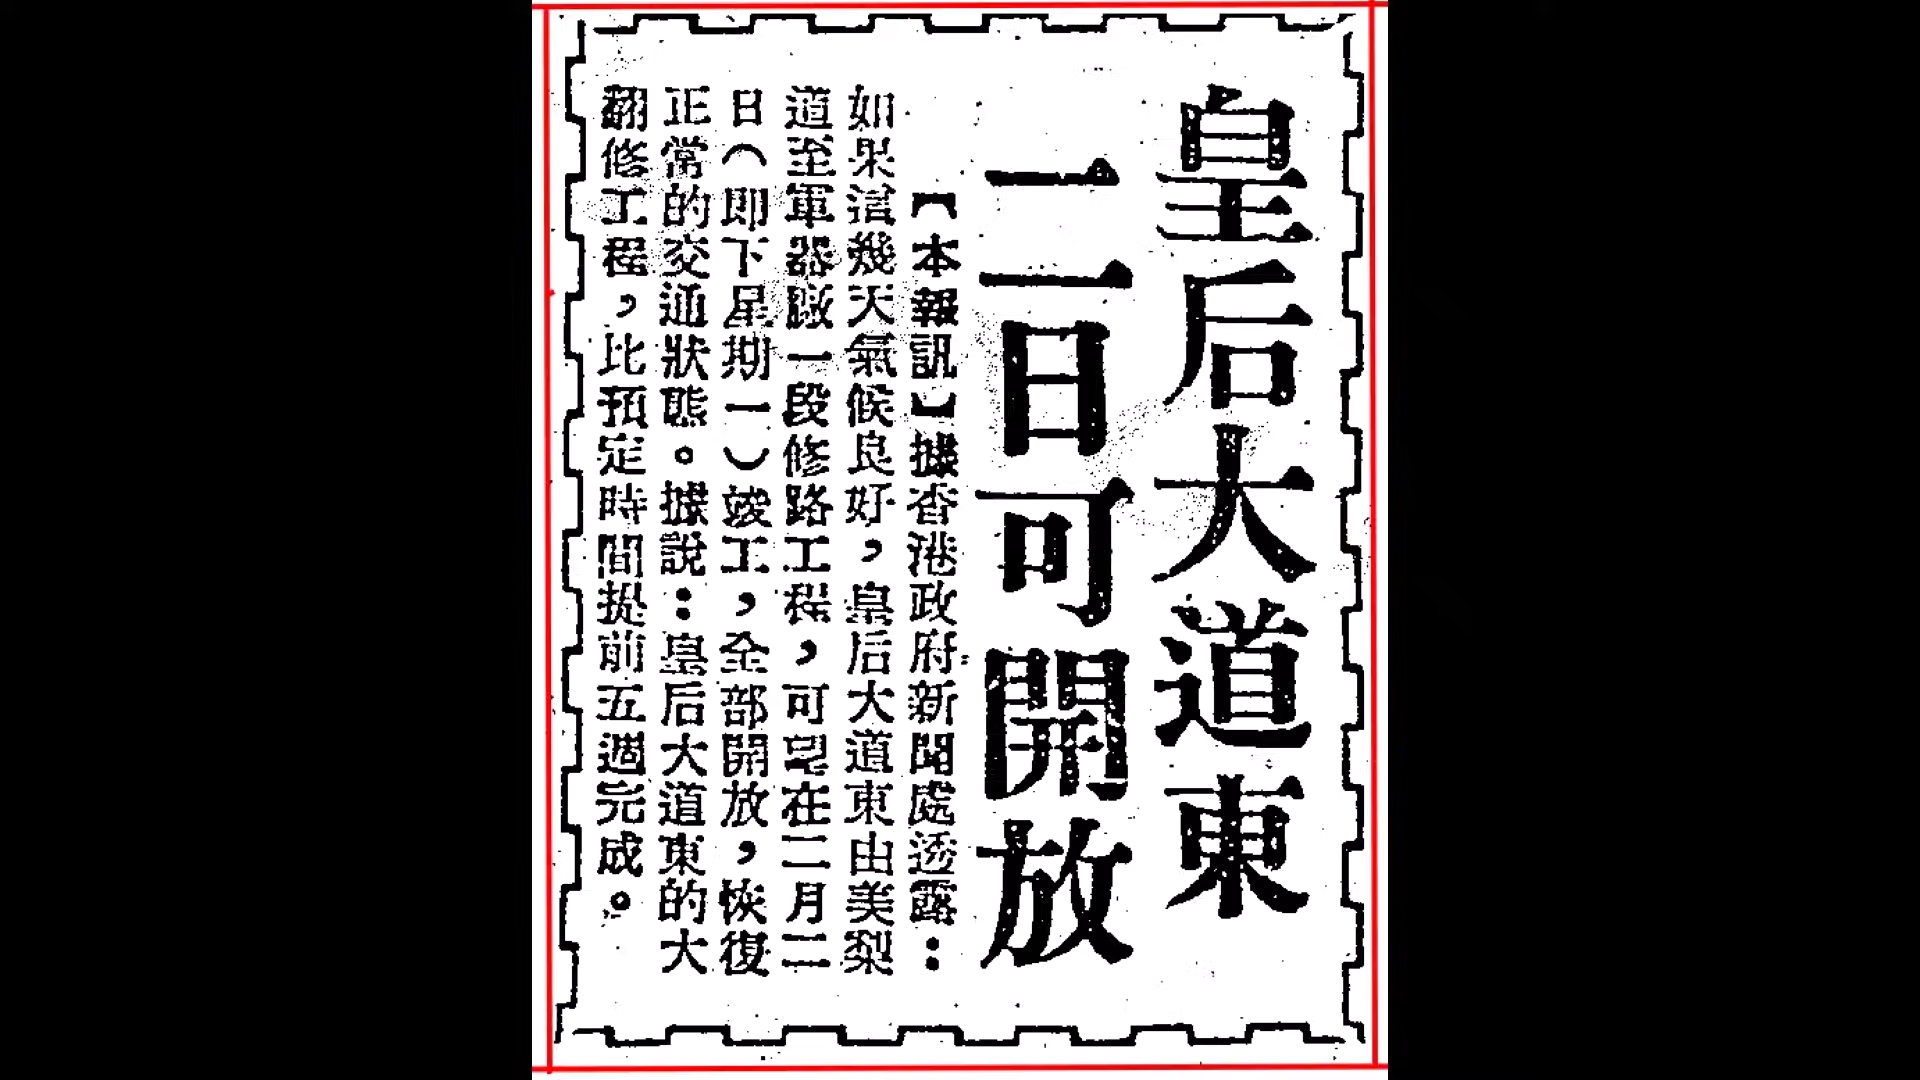 皇后大道東
二日可開放
【本報訊】據香港政府新聞處透露：
如果這幾天氣候良好，皇后大道東由美梨
道至軍器廠一段修路工程，可望在二月二
日（即下星期一）竣工，全部開放，恢復
正常的交通狀態。據說：皇后大道東的大
翻修工程，比預定時間提前五週完成。